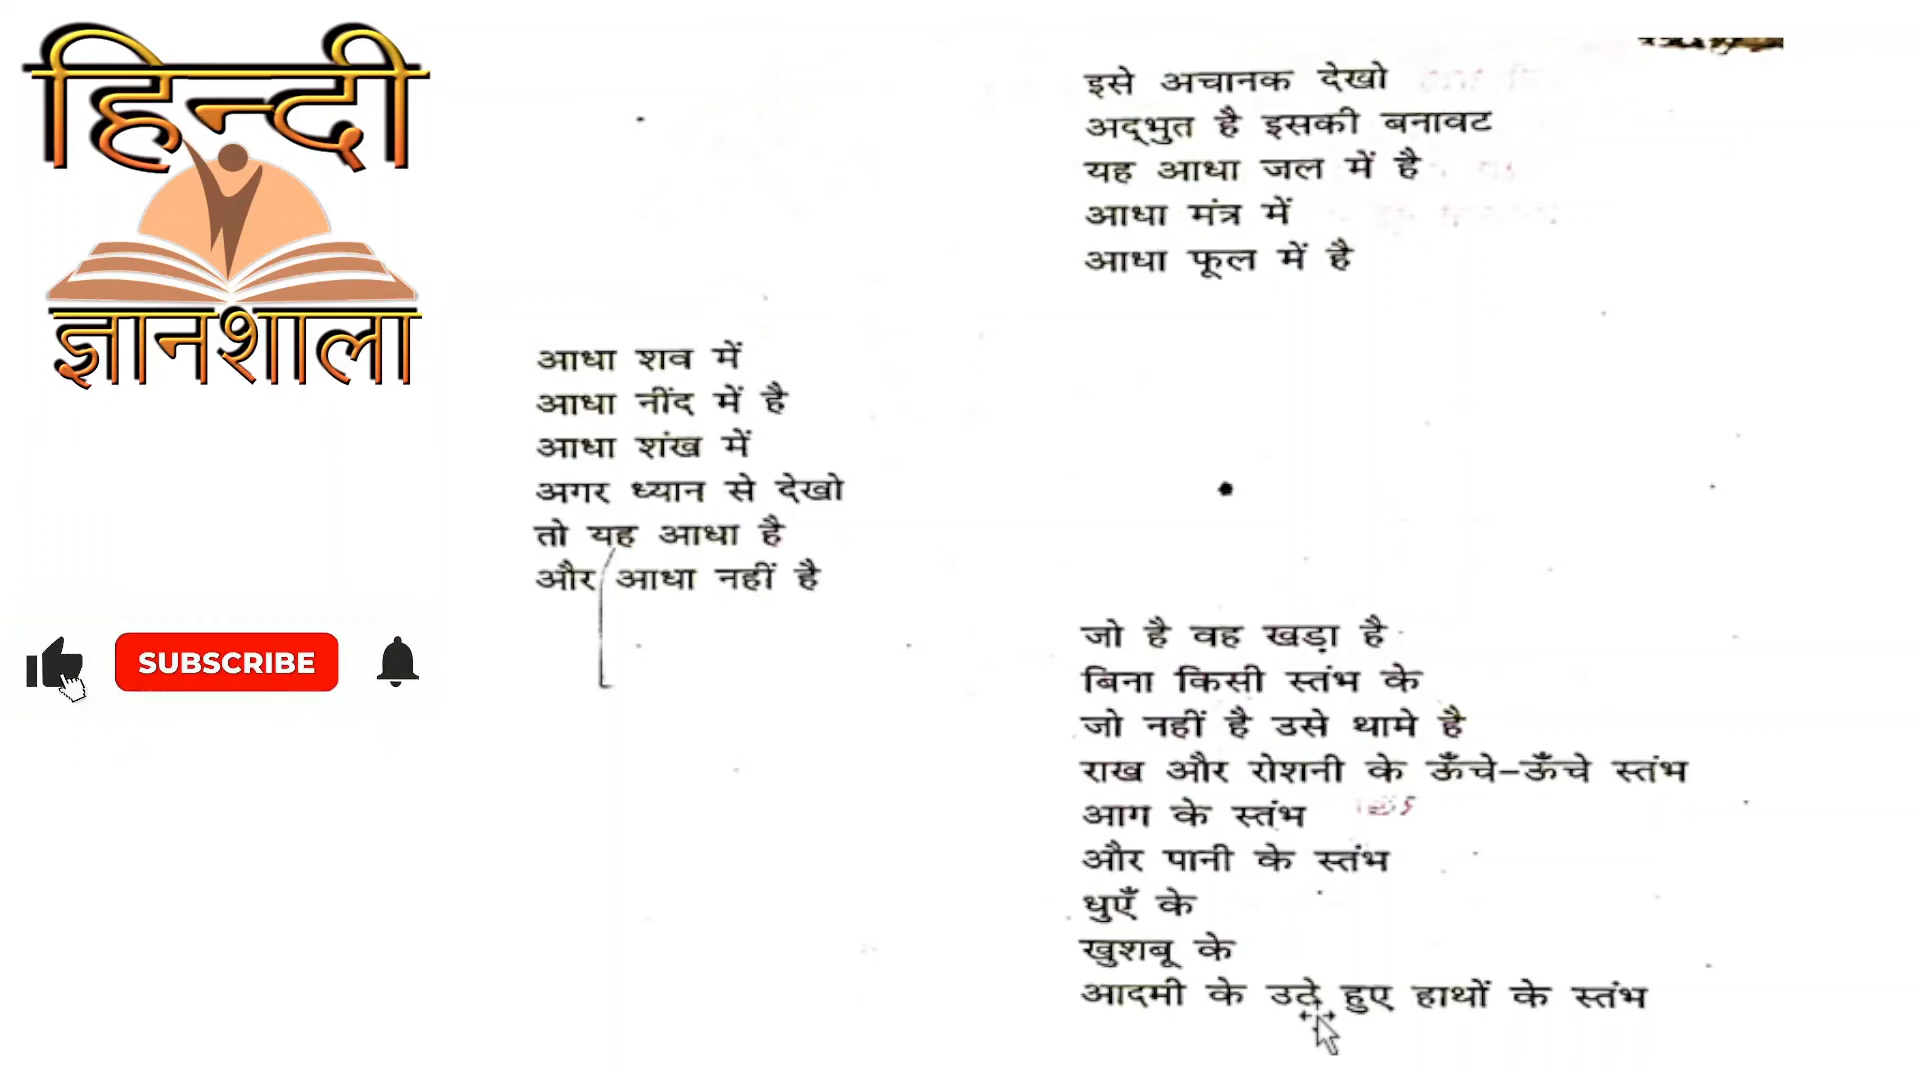 हिन्दी
ज्ञानशाला
SUBSCRIBE
इसे अचानक देखो
अद्भुत है इसकी बनावट
यह आधा जल में है
आधा मंत्र में
आधा फूल में है
आधा शव में
आधा नींद में है
आधा शंख में
अगर ध्यान से देखो
तो यह आधा है
और आधा नहीं है
जो है वह खड़ा है
बिना किसी स्तंभ के
जो नहीं है उसे थामे है
राख और रोशनी के ऊँचे-ऊँचे स्तंभ
आग के स्तंभ
और पानी के स्तंभ
धुएँ के
खुशबू के
आदमी के उठे हुए हाथों के स्तंभ